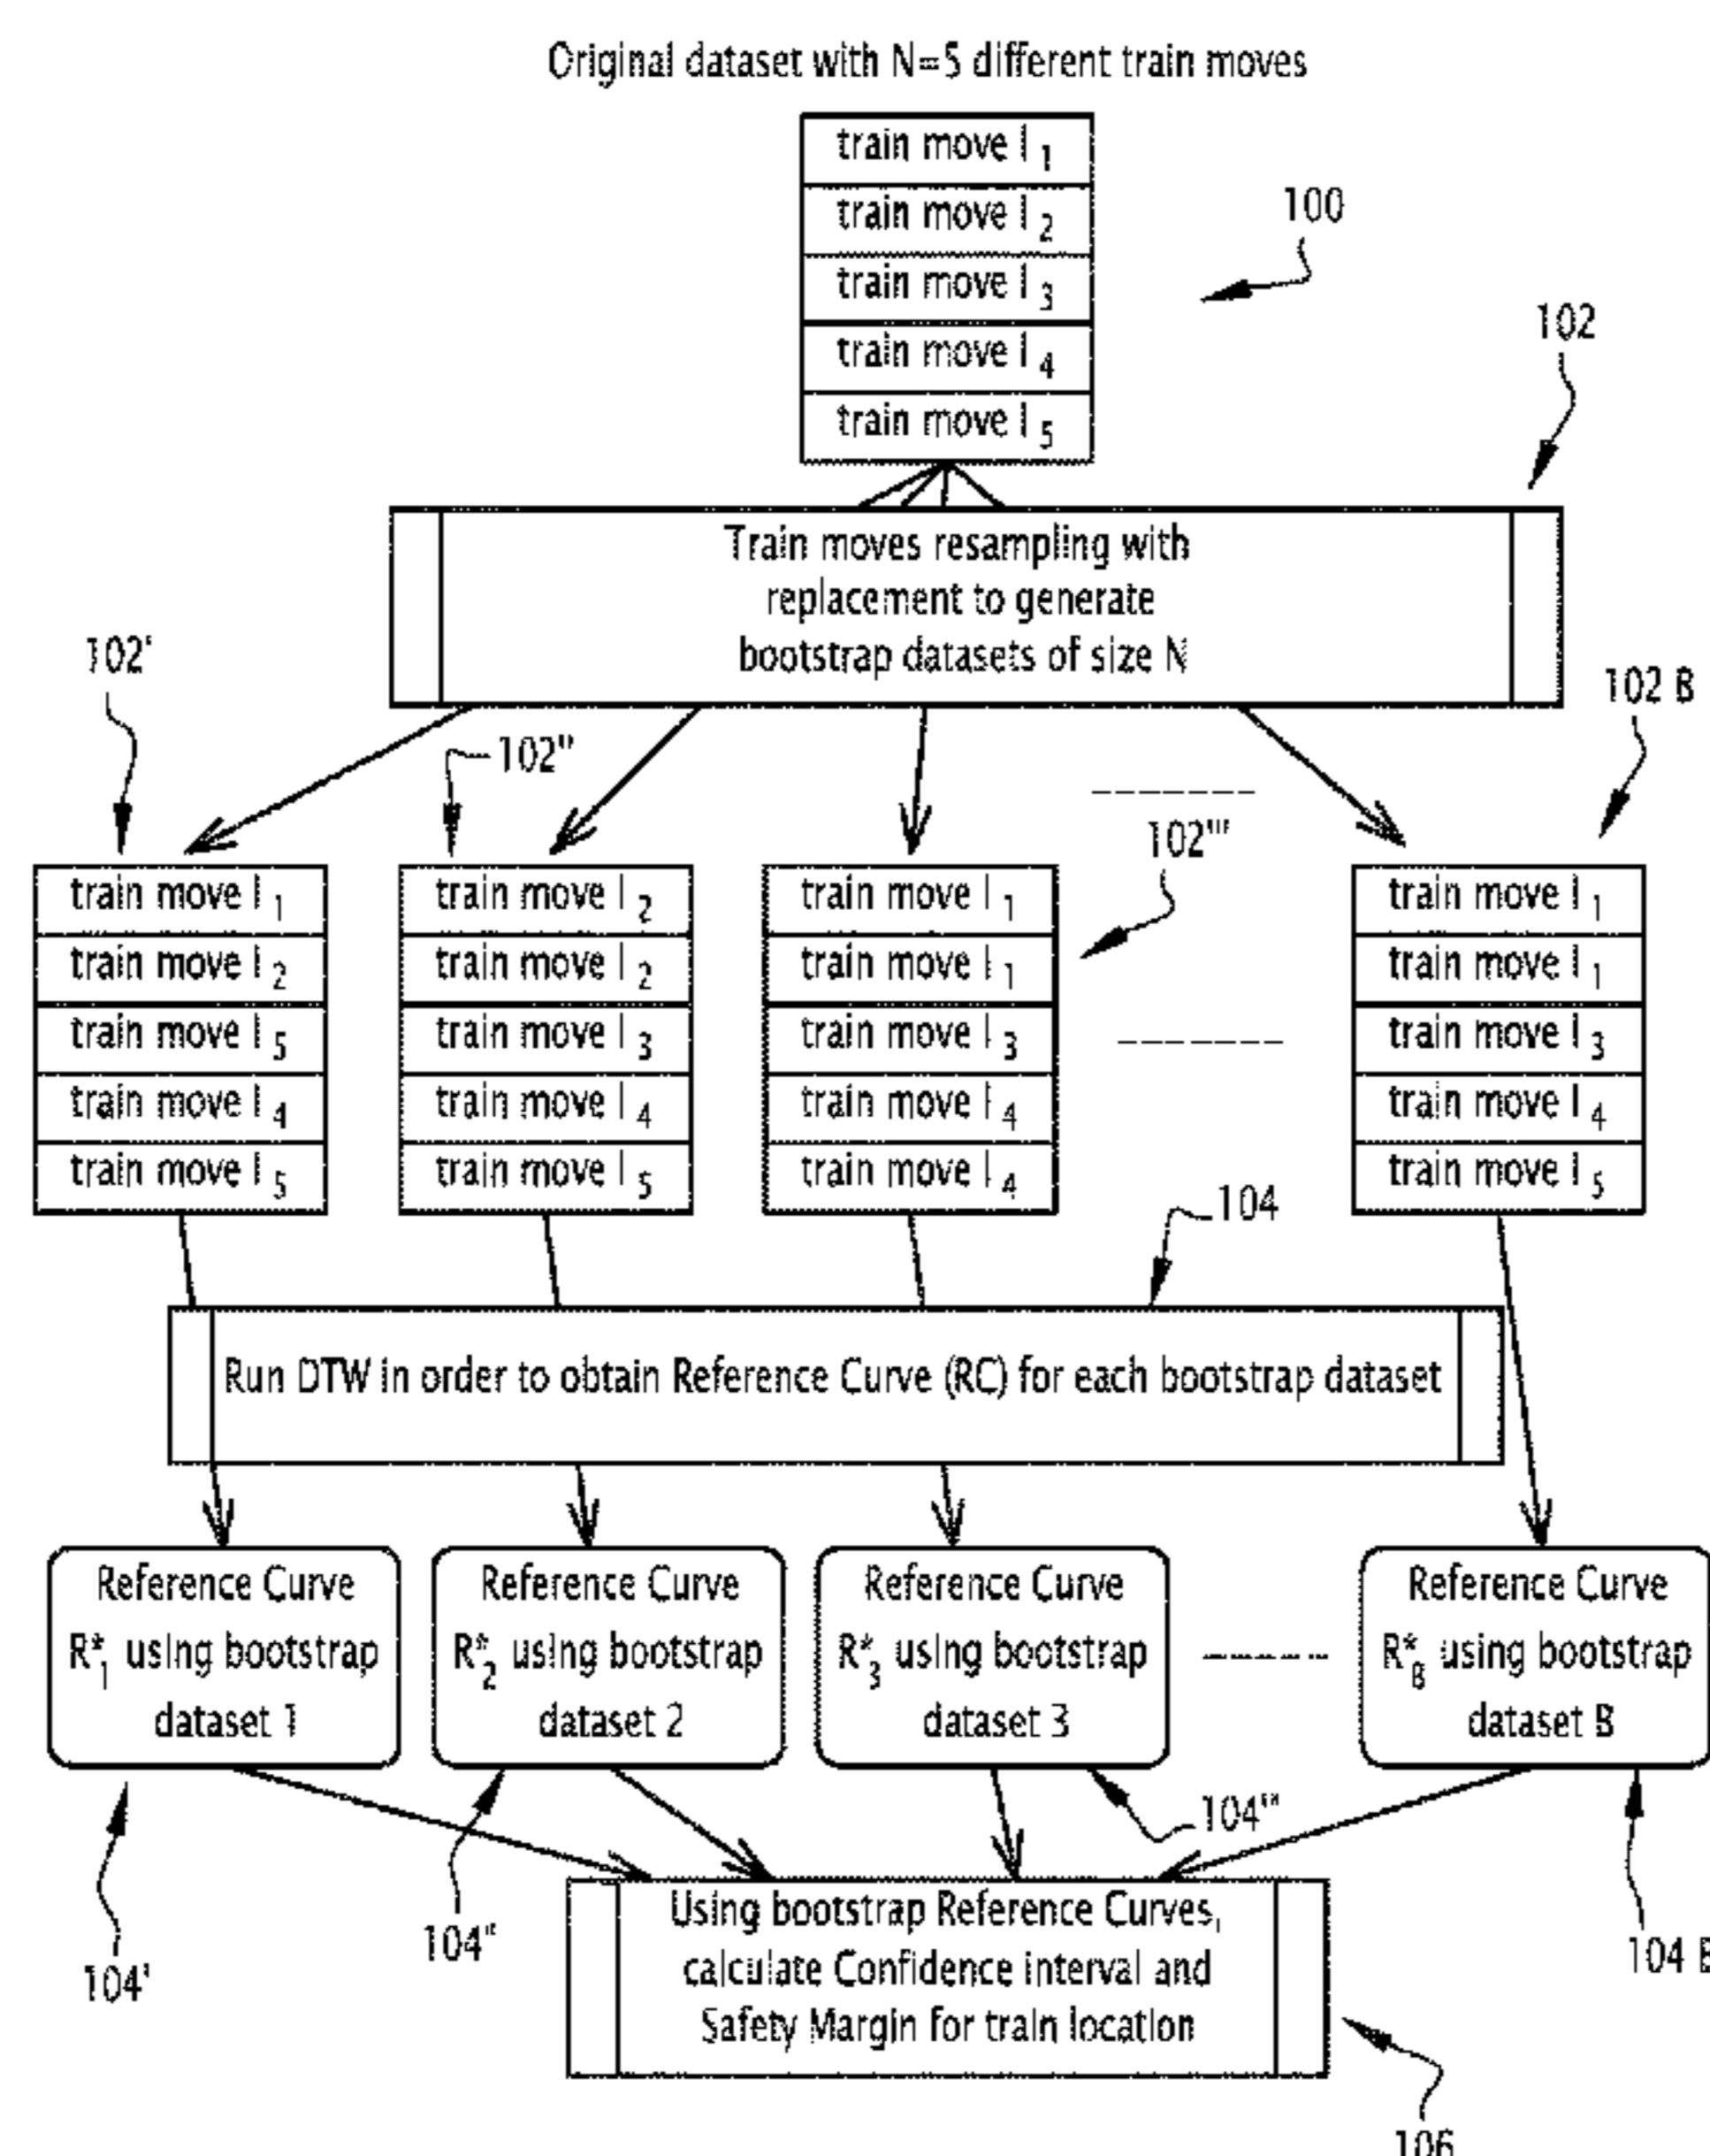 Original dataset with N=5 different train moves
train move I 1
train move I 2
train move I 3
train move I 4
train move I 5
100
102
Train moves resampling with
replacement to generate
bootstrap datasets of size N
102'
102"
102'''
102 B
train move I 1
train move I 2
train move I 5
train move I 4
train move I 5
train move I 2
train move I 2
train move I 3
train move I 4
train move I 5
train move I 1
train move I 1
train move I 3
train move I 4
train move I 4
train move I 1
train move I 1
train move I 3
train move I 4
train move I 5
104
Run DTW in order to obtain Reference Curve (RC) for each bootstrap dataset
Reference Curve
R*1 using bootstrap
dataset 1
Reference Curve
R*2 using bootstrap
dataset 2
Reference Curve
R*3 using bootstrap
dataset 3
Reference Curve
R*B using bootstrap
dataset B
104'
104"
104'''
104 B
Using bootstrap Reference Curves,
calculate Confidence interval and
Safety Margin for train location
106